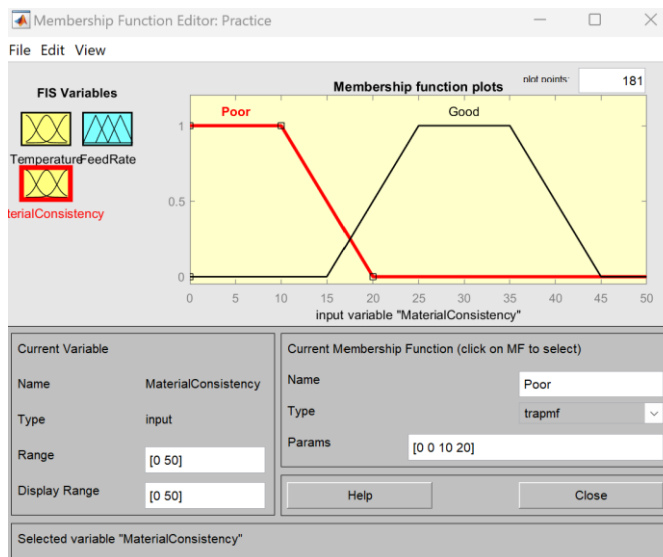 Membership Function Editor: Practice
File Edit View
FIS Variables
Temperature FeedRate
terialConsistency
Membership function plots
plot points:
181
Poor
Good
1
0.5
0
0 5 10 15 20 25 30 35 40 45 50
input variable "MaterialConsistency"
Current Variable
Name MaterialConsistency
Type input
Range [0 50]
Display Range [0 50]
Current Membership Function (click on MF to select)
Name Poor
Type trapmf
Params [0 0 10 20]
Help Close
Selected variable "MaterialConsistency"